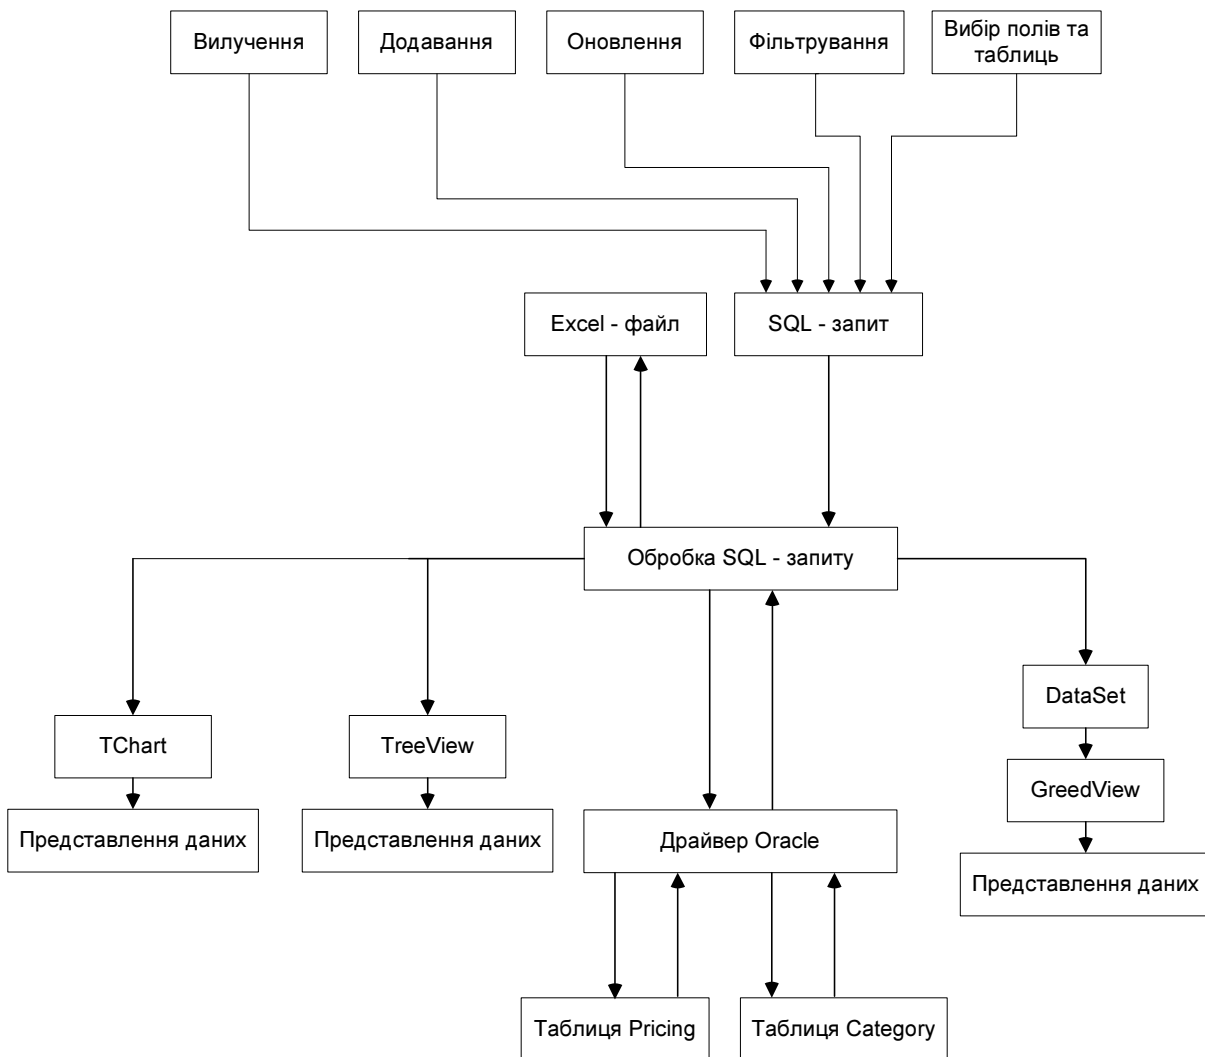 Вилучення
Додавання
Оновлення
Фільтрування
Вибір полів та
таблиць
Excel - файл
SQL - запит
Обробка SQL - запиту
TChart
TreeView
DataSet
GreedView
Представлення даних
Представлення даних
Драйвер Oracle
Представлення даних
Таблиця Pricing
Таблиця Category